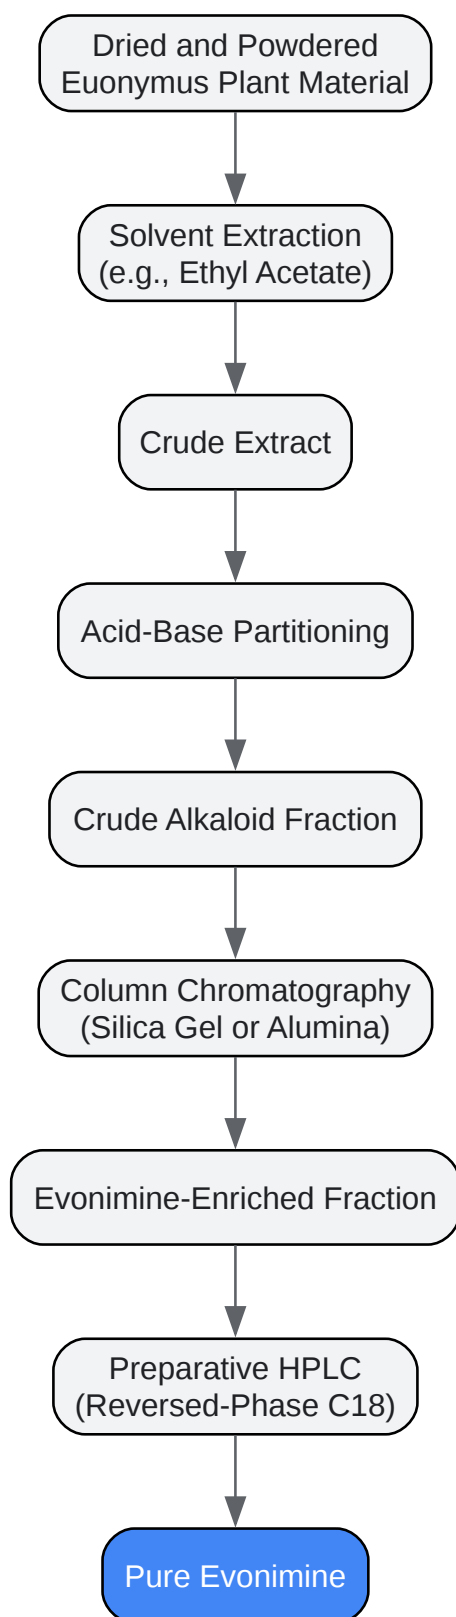 Dried and Powdered
Euonymus Plant Material
Solvent Extraction
(e.g., Ethyl Acetate)
Crude Extract
Acid-Base Partitioning
Crude Alkaloid Fraction
Column Chromatography
(Silica Gel or Alumina)
Evonimine-Enriched Fraction
Preparative HPLC
(Reversed-Phase C18)
Pure Evonimine